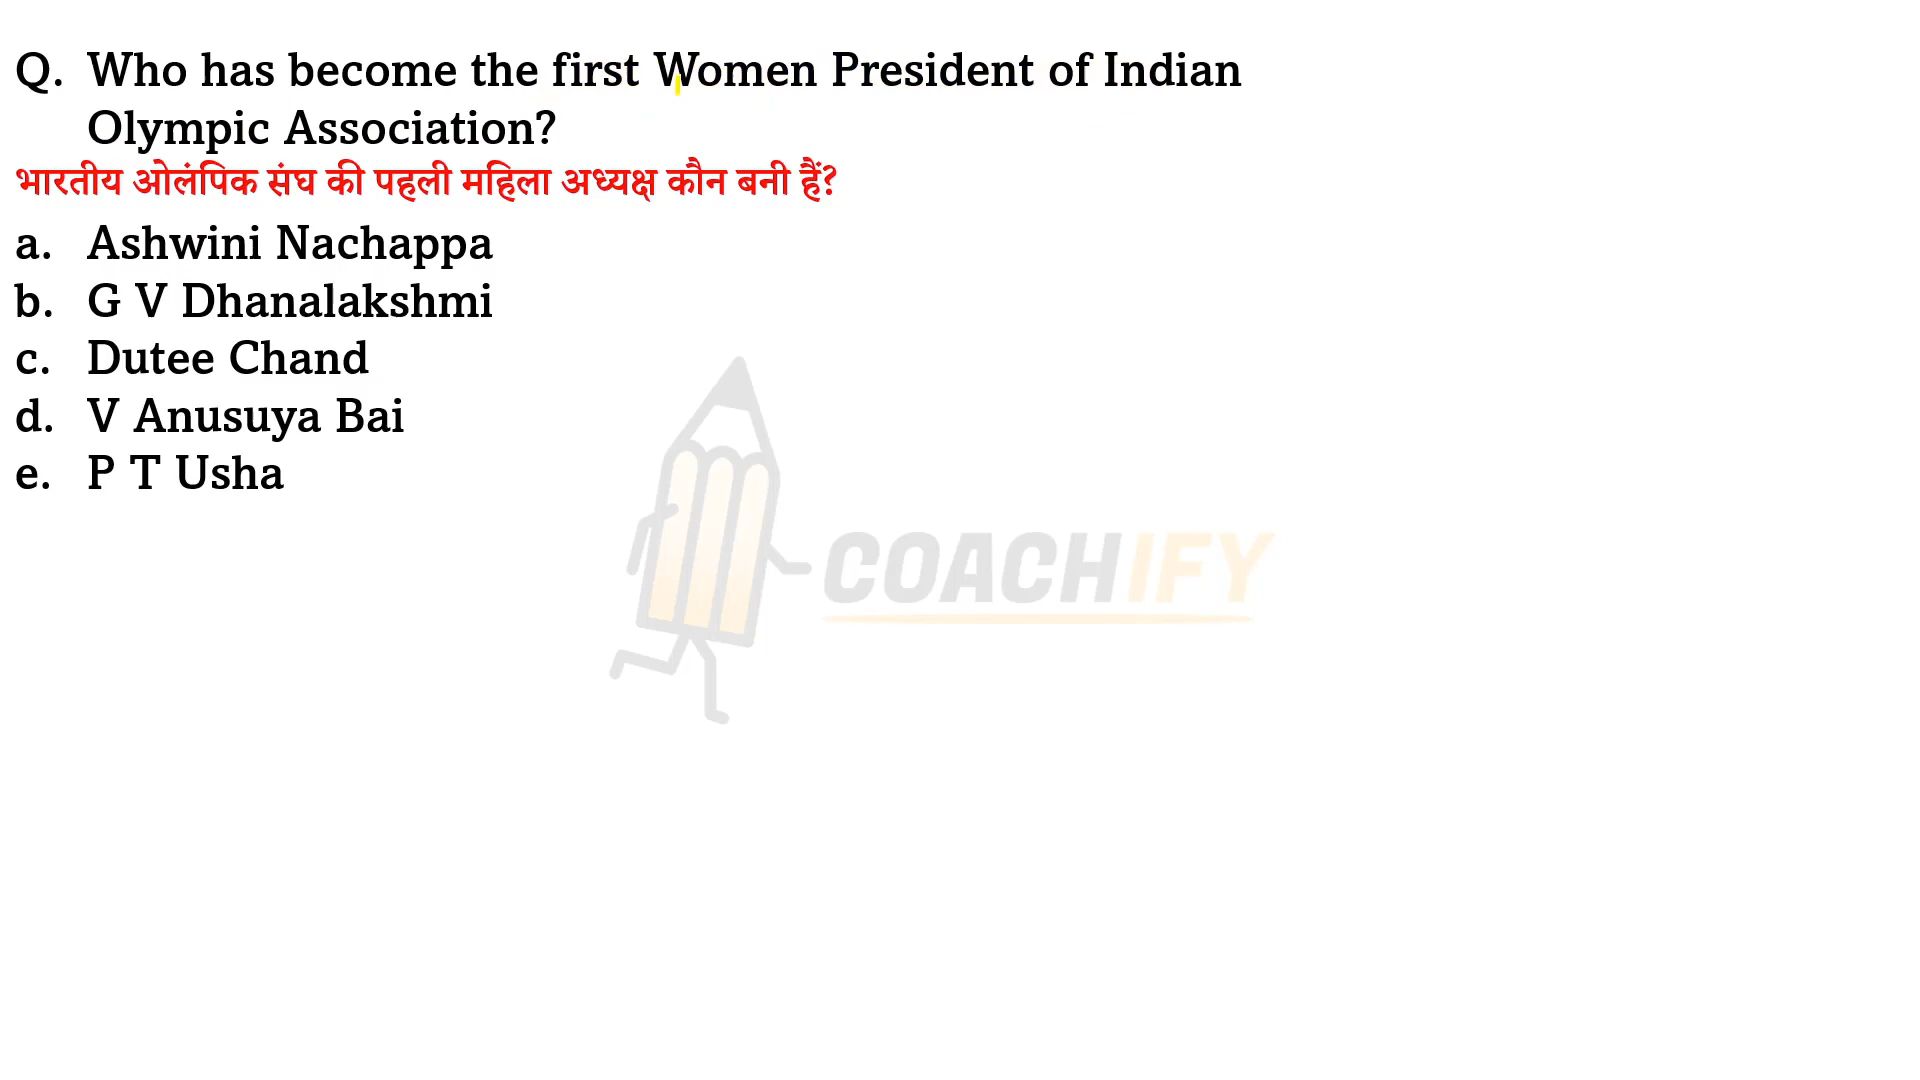 Q. Who has become the first Women President of Indian
Olympic Association?
भारतीय ओलंपिक संघ की पहली महिला अध्यक्ष कौन बनी हैं?
a. Ashwini Nachappa
b. G V Dhanalakshmi
c. Dutee Chand
d. V Anusuya Bai
e. P T Usha
COACHIFY